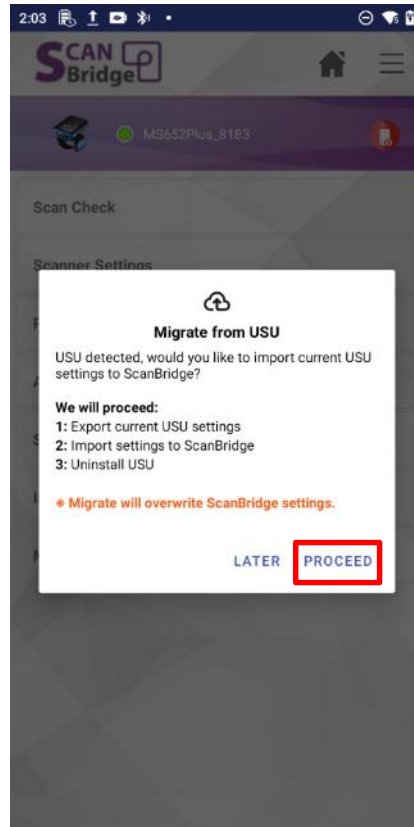 2:03
SCAN
Bridge
MS652Plus_8183
Scan Check
Scanner Settings
Migrate from USU
USU detected, would you like to import current USU
settings to ScanBridge?
We will proceed:
1: Export current USU settings
2: Import settings to ScanBridge
3: Uninstall USU
* Migrate will overwrite ScanBridge settings.
LATER PROCEED